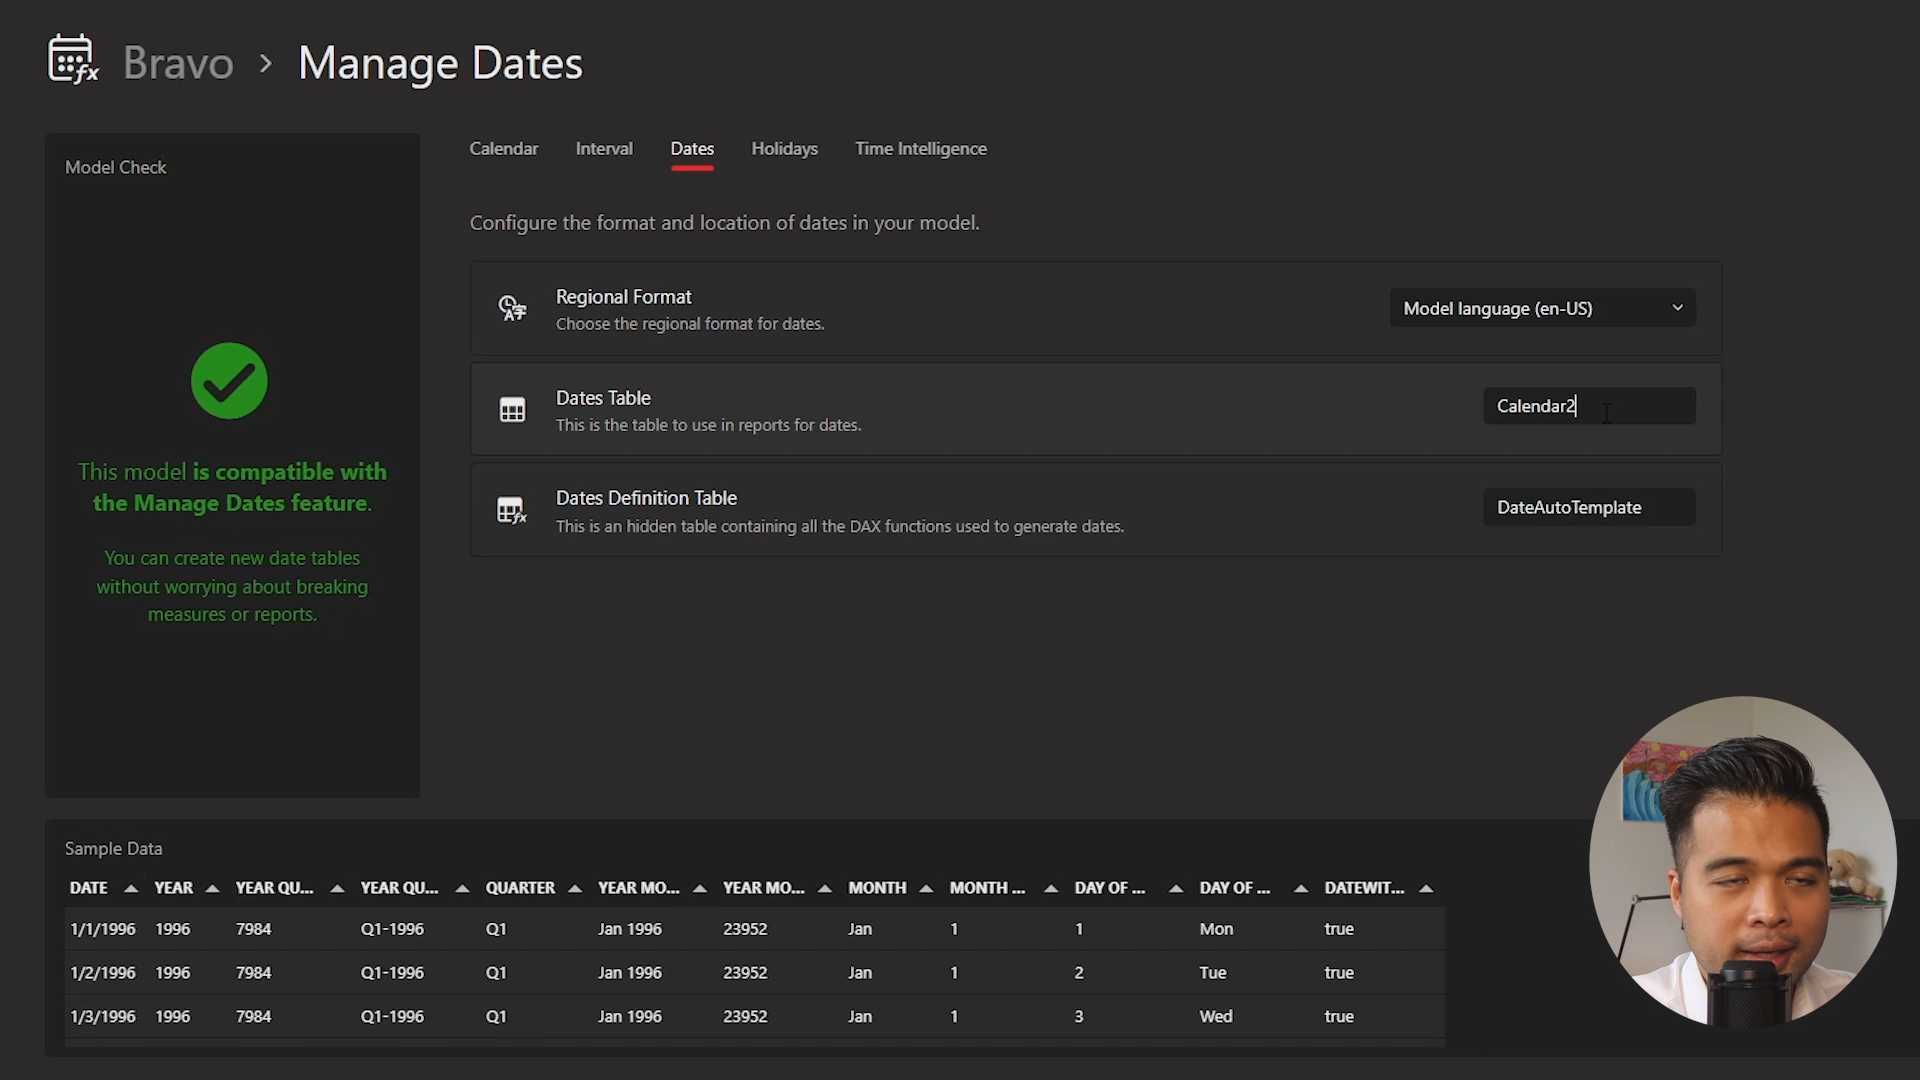 Bravo > Manage Dates
Model Check
This model is compatible with
the Manage Dates feature.
You can create new date tables
without worrying about breaking
measures or reports.
Calendar Interval Dates Holidays Time Intelligence
Configure the format and location of dates in your model.
Regional Format
Choose the regional format for dates.
Model language (en-US)
Dates Table
This is the table to use in reports for dates.
Calendar2
Dates Definition Table
This is an hidden table containing all the DAX functions used to generate dates.
DateAutoTemplate
Sample Data
DATE YEAR YEAR QU... YEAR QU... QUARTER YEAR MO... YEAR MO... MONTH MONTH ... DAY OF ... DAY OF ... DATEWIT...
1/1/1996 1996 7984 Q1-1996 Q1 Jan 1996 23952 Jan 1 1 Mon true
1/2/1996 1996 7984 Q1-1996 Q1 Jan 1996 23952 Jan 1 2 Tue true
1/3/1996 1996 7984 Q1-1996 Q1 Jan 1996 23952 Jan 1 3 Wed true